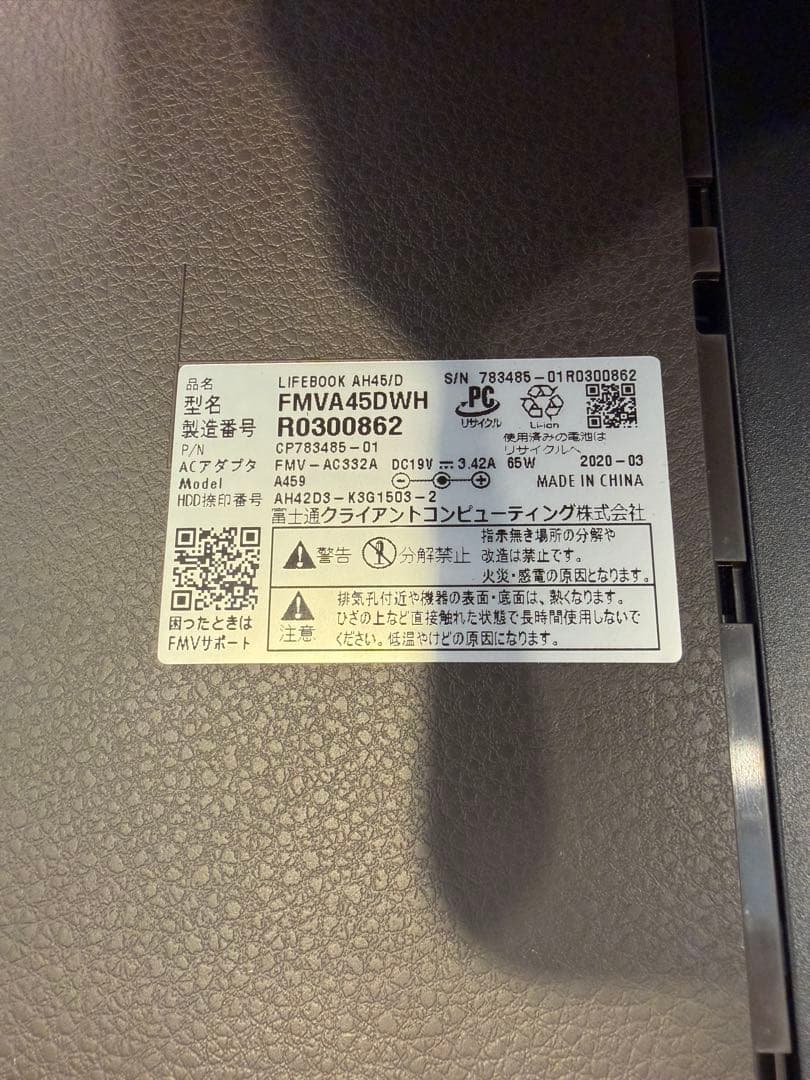 品名 LIFEBOOK AH45/D S/N 783485-01R0300862
型名 FMVA45DWH
製造番号 R0300862
PC
リサイクル
Li-ion
使用済みの電池は
リサイクルへ
P/N CP783485-01
ACアダプタ FMV-AC332A DC19V 3.42A 65W 2020-03
Model A459 MADE IN CHINA
HDD捺印番号 AH42D3-K3G1503-2
富士通クライアントコンピューティング株式会社
警告 分解禁止
指示無き場所の分解や
改造は禁止です。
火災・感電の原因となります。
注意
排気孔付近や機器の表面・底面は、熱くなります。
ひざの上など直接触れた状態で長時間使用しないで
ください。低温やけどの原因になります。
困ったときは
FMVサポート